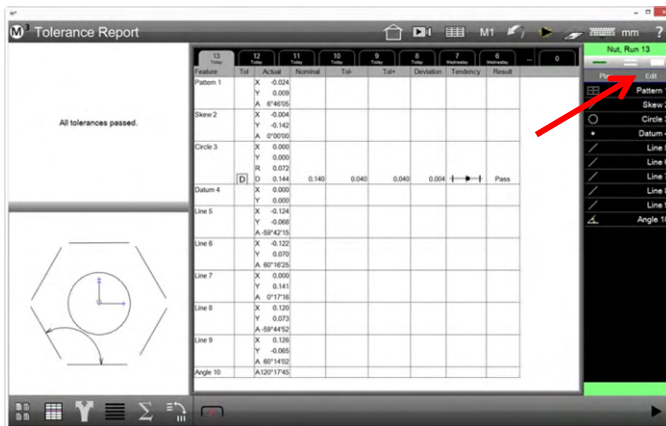 M3 Tolerance Report
M1
mm ?
13 12 11 10 9 8 7 6 ... 0
Today Today Today Today Today Today Wednesday Wednesday
Nut, Run 13
Edit
Feature Tol Actual Nominal Tol- Tol+ Deviation Tendency Result
Pattern 1 X -0.024
Y 0.009
A 6°46'05
Skew 2 X -0.004
Y -0.142
A 0°00'00
Circle 3 X 0.000
Y 0.000
R 0.072
D D 0.144 0.140 0.040 0.040 0.004 Pass
Datum 4 X 0.000
Y 0.000
Line 5 X -0.124
Y -0.068
A -59°42'15
Line 6 X -0.122
Y 0.070
A 60°16'25
Line 7 X 0.000
Y 0.141
A 0°17'16
Line 8 X 0.120
Y 0.073
A -59°44'52
Line 9 X 0.126
Y -0.065
A 60°14'02
Angle 10 A 120°17'45
All tolerances passed.
Pattern 1
Skew 2
Circle 3
Datum 4
Line
Line
Line
Line
Line
Angle 10